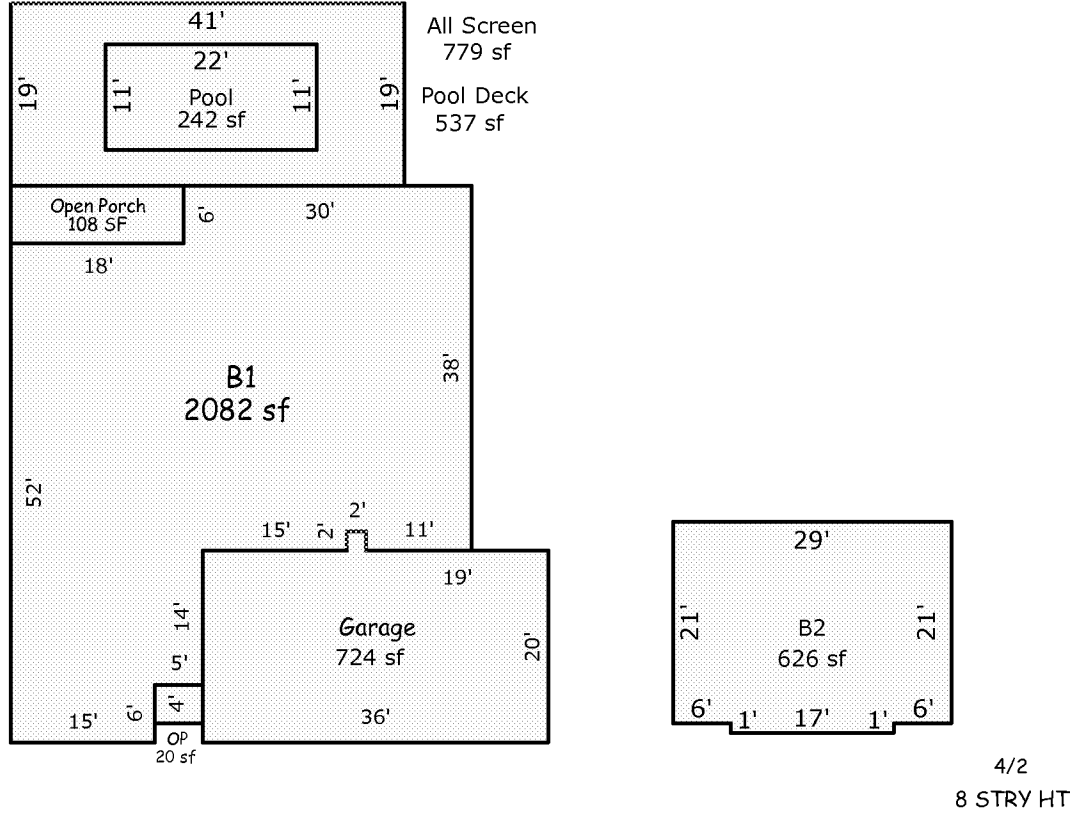 41'
All Screen
779 sf
22'
19'
11'
Pool
242 sf
11'
19'
Pool Deck
537 sf
Open Porch
108 SF
6'
30'
18'
38'
B1
2082 sf
52'
2'
15'
2'
11'
29'
19'
14'
Garage
724 sf
20'
21'
B2
626 sf
21'
5'
4'
6'
15'
36'
6'
1'
17'
1'
6'
OP
20 sf
4/2
8 STRY HT